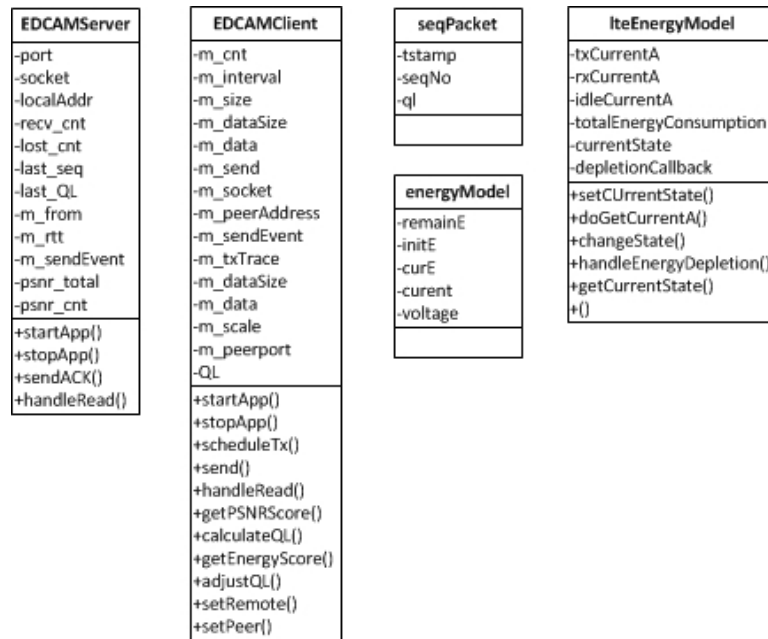 EDCAMServer
-port
-socket
-localAddr
-recv_cnt
-lost_cnt
-last_seq
-last_QL
-m_from
-m_rtt
-m_sendEvent
-psnr_total
-psnr_cnt
+startApp()
+stopApp()
+sendACK()
+handleRead()
EDCAMClient
-m_cnt
-m_interval
-m_size
-m_dataSize
-m_data
-m_send
-m_socket
-m_peerAddress
-m_sendEvent
-m_txTrace
-m_dataSize
-m_data
-m_scale
-m_peerport
-QL
+startApp()
+stopApp()
+scheduleTx()
+send()
+handleRead()
+getPSNRScore()
+calculateQL()
+getEnergyScore()
+adjustQL()
+setRemote()
+setPeer()
seqPacket
-tstamp
-seqNo
-ql
energyModel
-remainE
-initE
-curE
-curent
-voltage
lteEnergyModel
-txCurrentA
-rxCurrentA
-idleCurrentA
-totalEnergyConsumption
-currentState
-depletionCallback
+setCUrrentState()
+doGetCurrentA()
+changeState()
+handleEnergyDepletion()
+getCurrentState()
+()